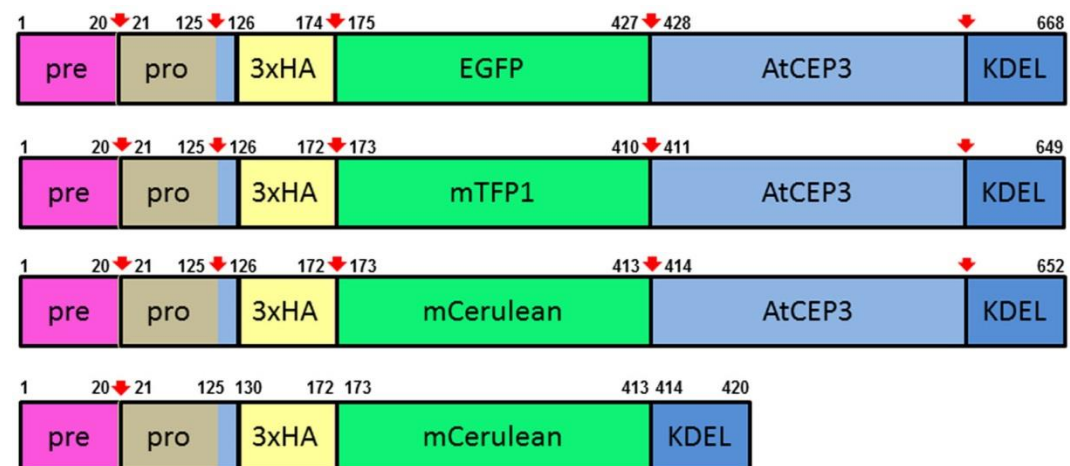 1 20 21 125 126 174 175 427 428 668
pre pro 3xHA EGFP AtCEP3 KDEL
1 20 21 125 126 172 173 410 411 649
pre pro 3xHA mTFP1 AtCEP3 KDEL
1 20 21 125 126 172 173 413 414 652
pre pro 3xHA mCerulean AtCEP3 KDEL
1 20 21 125 130 172 173 413 414 420
pre pro 3xHA mCerulean KDEL